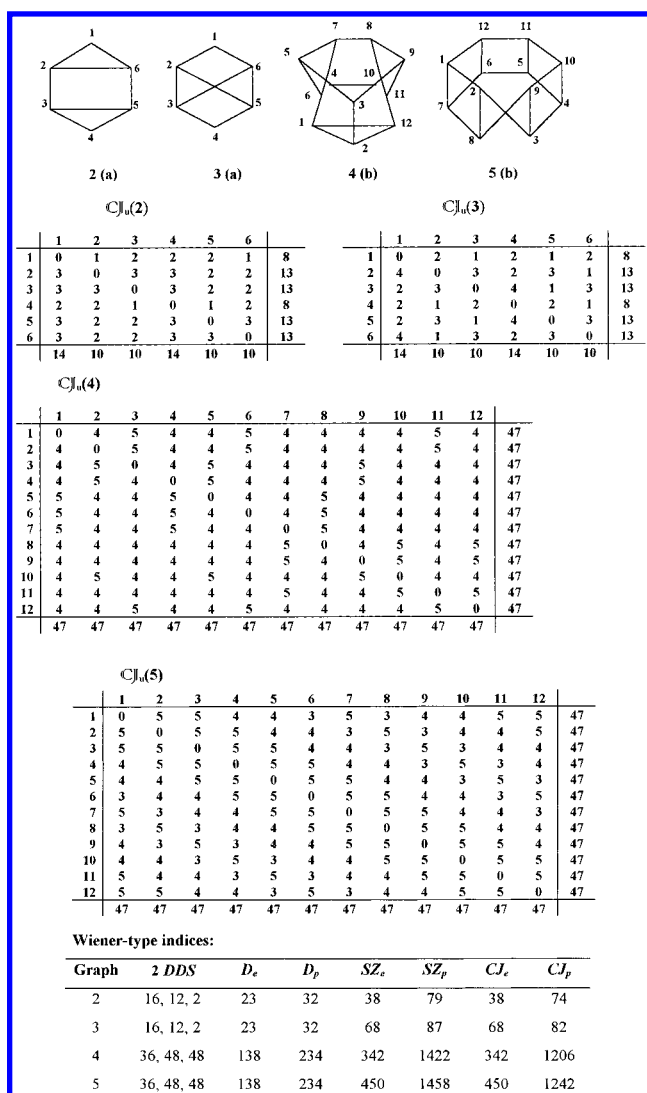 1
2
6
3
5
4
2 (a)
1
2
6
3
5
4
3 (a)
7 8
5 9
4 10
6 11
3
1 12
2
4 (b)
12 11
1 10
6 5
2 9
7 4
8 3
5 (b)
CJᵤ(2)
1 2 3 4 5 6
1 0 1 2 2 2 1 8
2 3 0 3 3 2 2 13
3 3 3 0 3 2 2 13
4 2 2 1 0 1 2 8
5 3 2 2 3 0 3 13
6 3 2 2 3 3 0 13
14 10 10 14 10 10
CJᵤ(3)
1 2 3 4 5 6
1 0 2 1 2 1 2 8
2 4 0 3 2 3 1 13
3 2 3 0 4 1 3 13
4 2 1 2 0 2 1 8
5 2 3 1 4 0 3 13
6 4 1 3 2 3 0 13
14 10 10 14 10 10
CJᵤ(4)
1 2 3 4 5 6 7 8 9 10 11 12
1 0 4 5 4 4 5 4 4 4 4 5 4 47
2 4 0 5 4 4 5 4 4 4 4 5 4 47
3 4 5 0 4 5 4 4 4 5 4 4 4 47
4 4 5 4 0 5 4 4 4 5 4 4 4 47
5 5 4 4 5 0 4 4 5 4 4 4 4 47
6 5 4 4 5 4 0 4 5 4 4 4 4 47
7 5 4 4 5 4 4 0 5 4 4 4 4 47
8 4 4 4 4 4 4 5 0 4 5 4 5 47
9 4 4 4 4 4 4 5 4 0 5 4 5 47
10 4 5 4 4 5 4 4 4 5 0 4 4 47
11 4 4 4 4 4 4 5 4 4 5 0 5 47
12 4 4 5 4 4 5 4 4 4 4 5 0 47
47 47 47 47 47 47 47 47 47 47 47 47
CJᵤ(5)
1 2 3 4 5 6 7 8 9 10 11 12
1 0 5 5 4 4 3 5 3 4 4 5 5 47
2 5 0 5 5 4 4 3 5 3 4 4 5 47
3 5 5 0 5 5 4 4 3 5 3 4 4 47
4 4 5 5 0 5 5 4 4 3 5 3 4 47
5 4 4 5 5 0 5 5 4 4 3 5 3 47
6 3 4 4 5 5 0 5 5 4 4 3 5 47
7 5 3 4 4 5 5 0 5 5 4 4 3 47
8 3 5 3 4 4 5 5 0 5 5 4 4 47
9 4 3 5 3 4 4 5 5 0 5 5 4 47
10 4 4 3 5 3 4 4 5 5 0 5 5 47
11 5 4 4 3 5 3 4 4 5 5 0 5 47
12 5 5 4 4 3 5 3 4 4 5 5 0 47
47 47 47 47 47 47 47 47 47 47 47 47
Wiener-type indices:
Graph 2 DDS Dₑ Dₚ SZₑ SZₚ CJₑ CJₚ
2 16, 12, 2 23 32 38 79 38 74
3 16, 12, 2 23 32 68 87 68 82
4 36, 48, 48 138 234 342 1422 342 1206
5 36, 48, 48 138 234 450 1458 450 1242